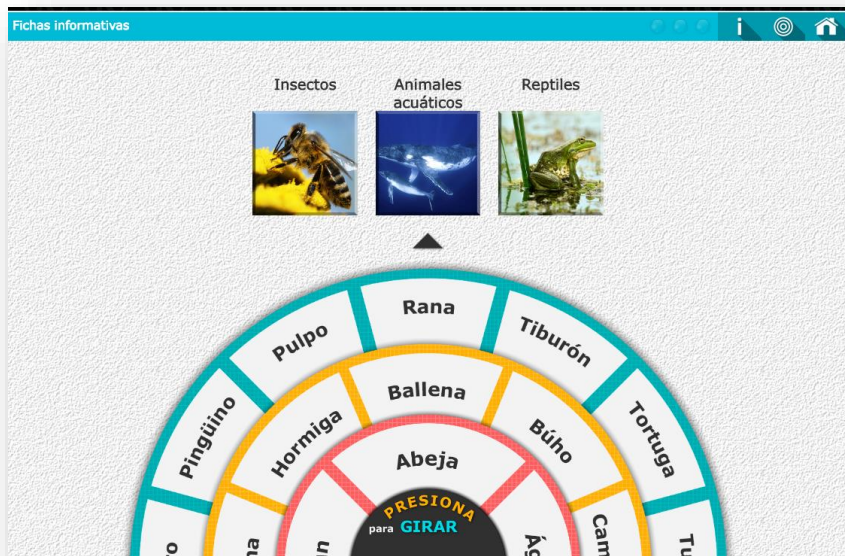 Fichas informativas
Insectos
Animales
acuáticos
Reptiles
Rana
Pulpo
Tiburón
Pingüino
Tortuga
Ballena
Hormiga
Búho
Abeja
PRESIONA
para GIRAR